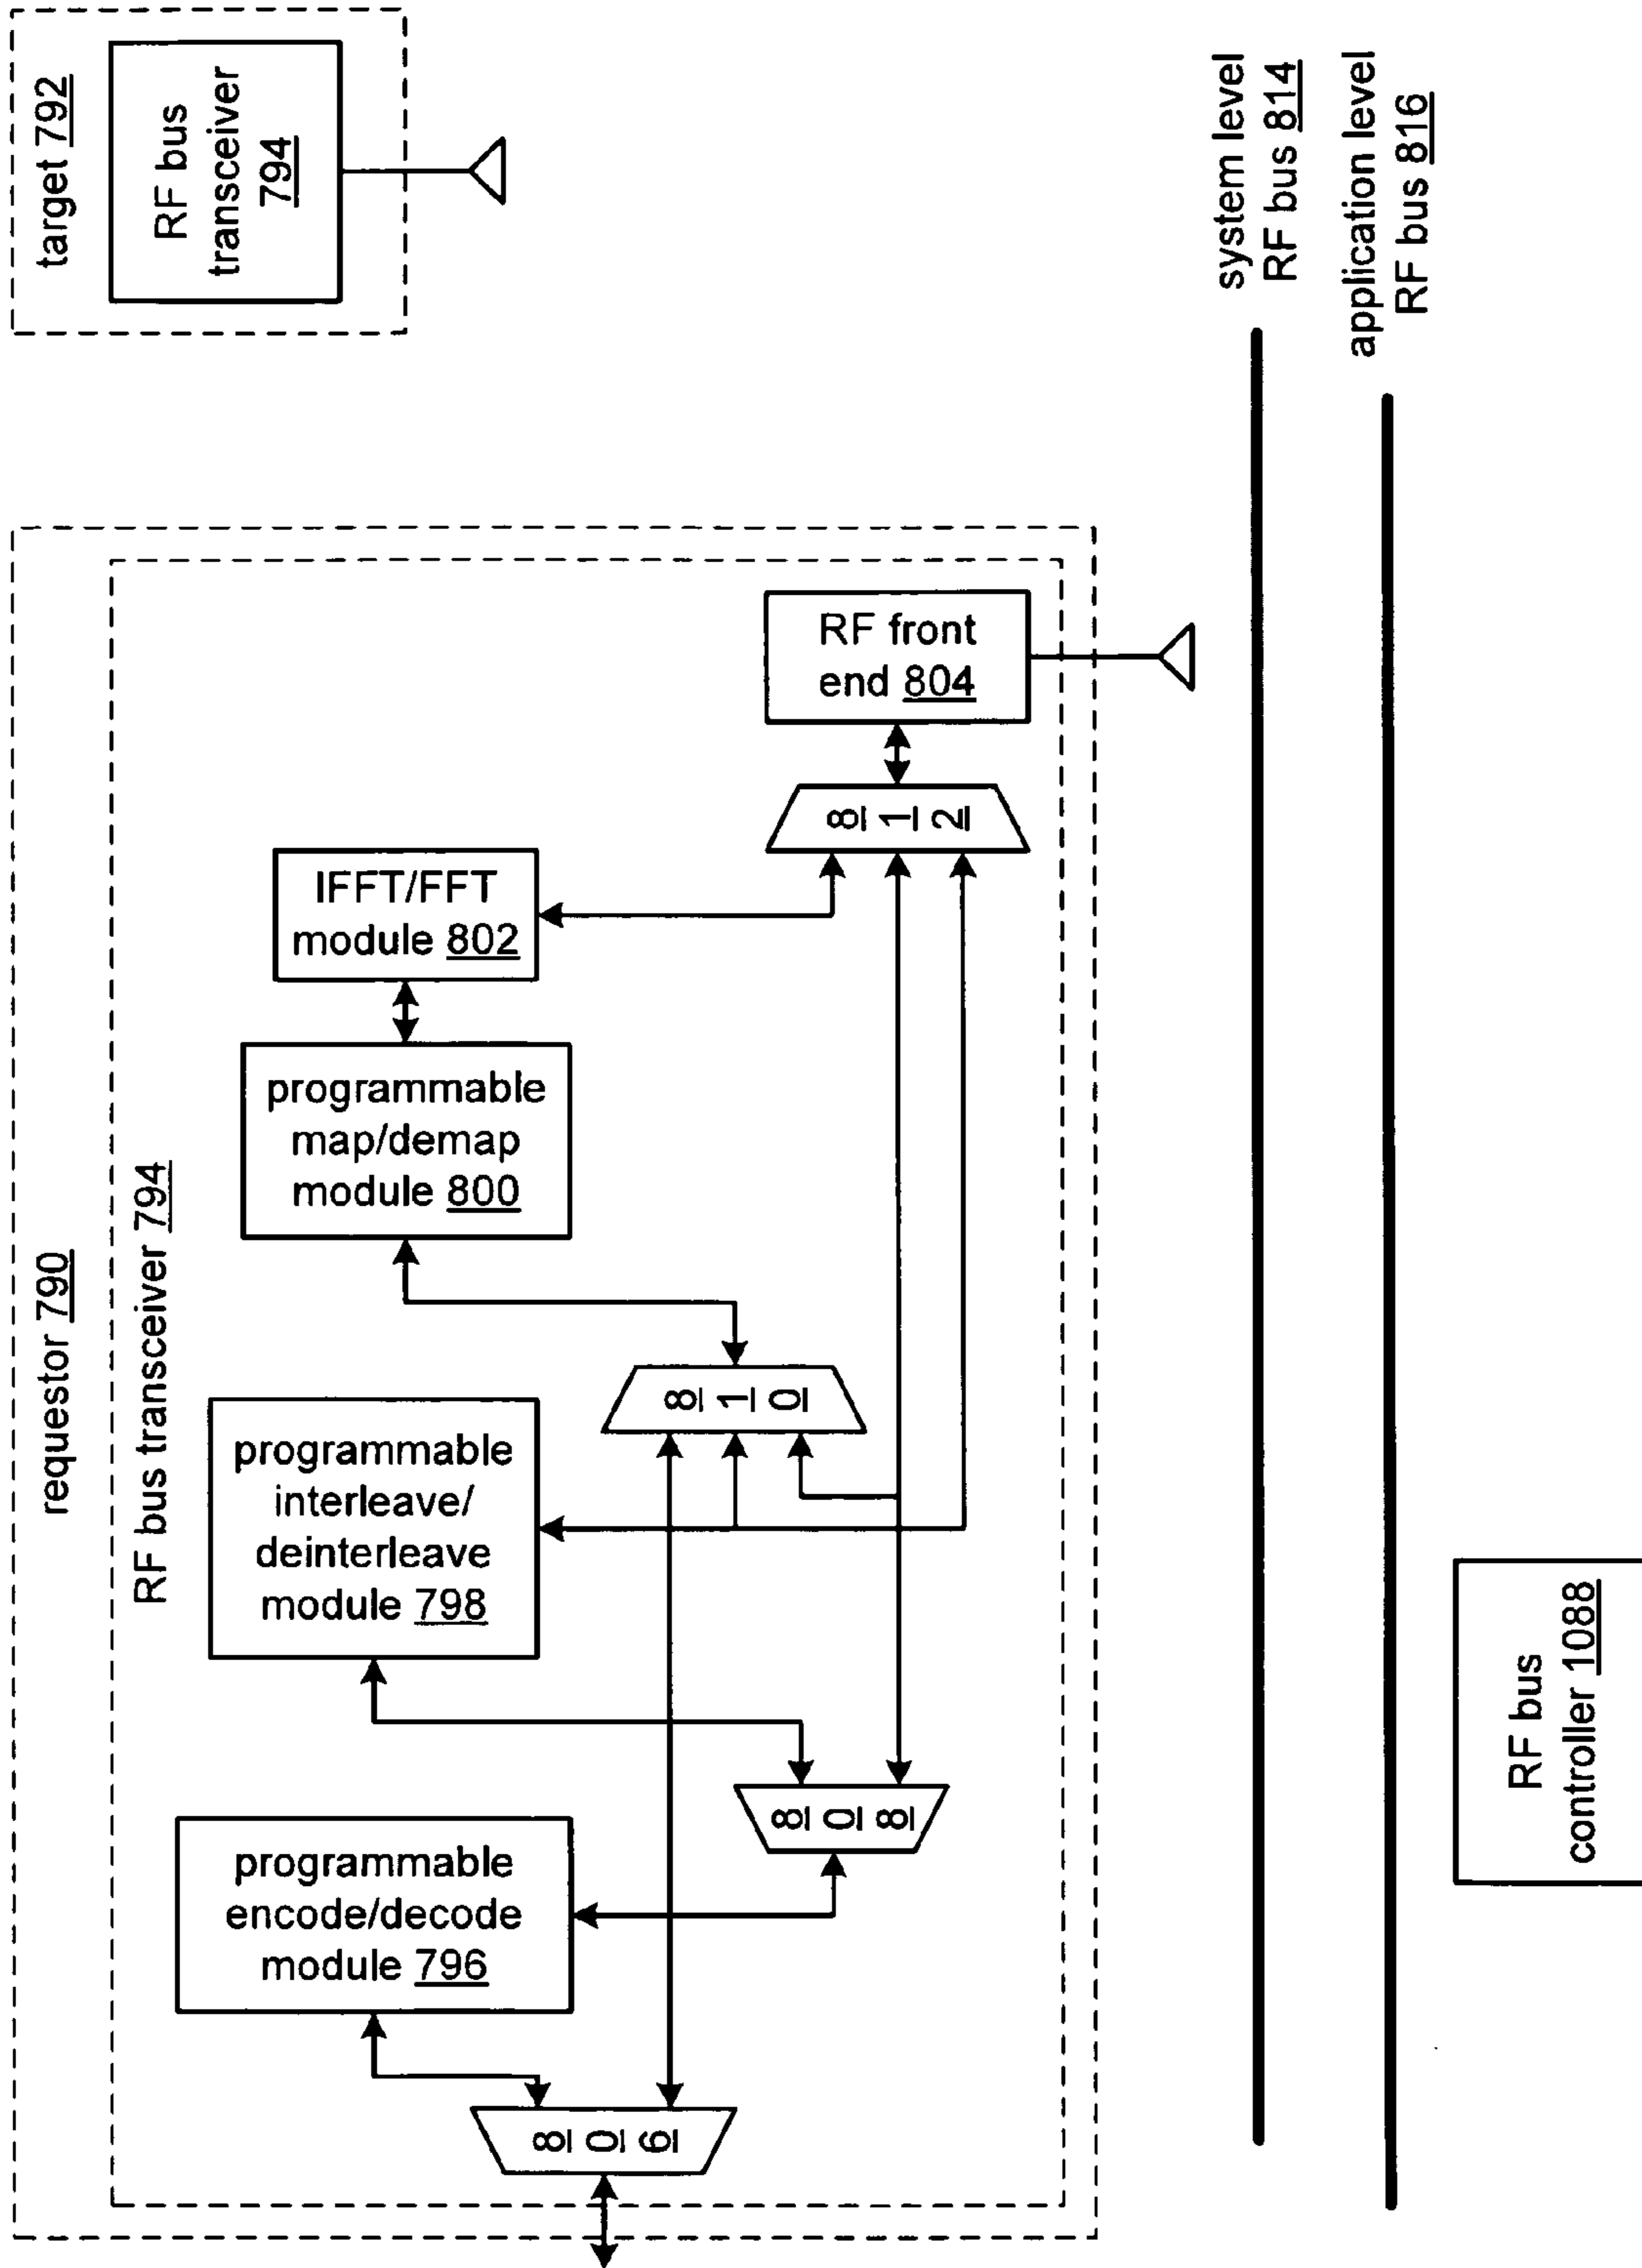 requestor 790
RF bus transceiver 794
programmable
encode/decode
module 796
programmable
interleave/
deinterleave
module 798
programmable
map/demap
module 800
IFFT/FFT
module 802
RF front
end 804
806
808
810
812
target 792
RF bus
transceiver
794
system level
RF bus 814
application level
RF bus 816
RF bus
controller 1088